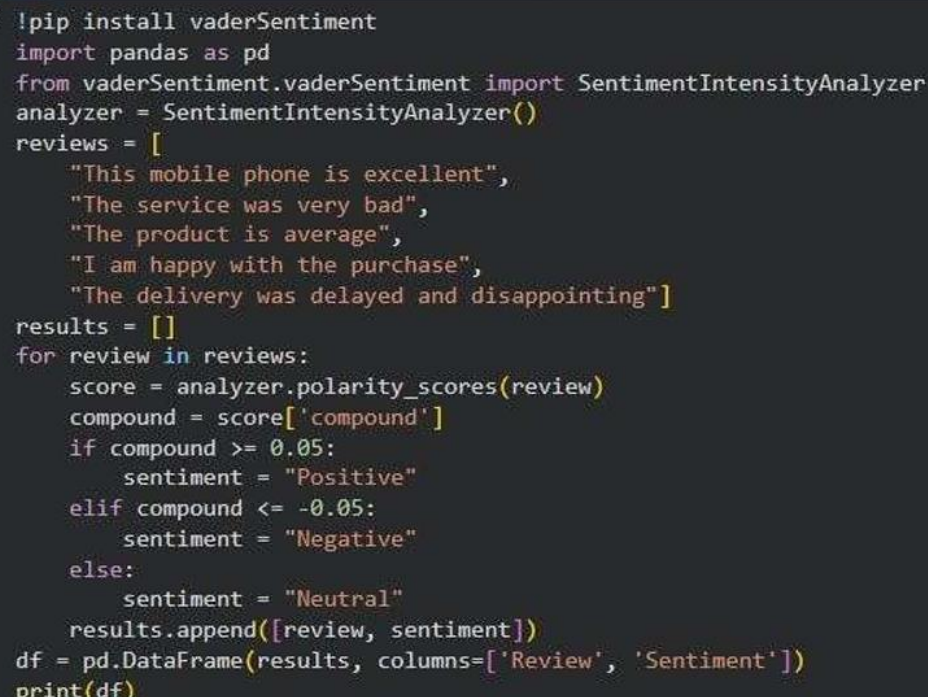 !pip install vaderSentiment
import pandas as pd
from vaderSentiment.vaderSentiment import SentimentIntensityAnalyzer
analyzer = SentimentIntensityAnalyzer()
reviews = [
    "This mobile phone is excellent",
    "The service was very bad",
    "The product is average",
    "I am happy with the purchase",
    "The delivery was delayed and disappointing"]
results = []
for review in reviews:
    score = analyzer.polarity_scores(review)
    compound = score['compound']
    if compound >= 0.05:
        sentiment = "Positive"
    elif compound <= -0.05:
        sentiment = "Negative"
    else:
        sentiment = "Neutral"
    results.append([review, sentiment])
df = pd.DataFrame(results, columns=['Review', 'Sentiment'])
print(df)